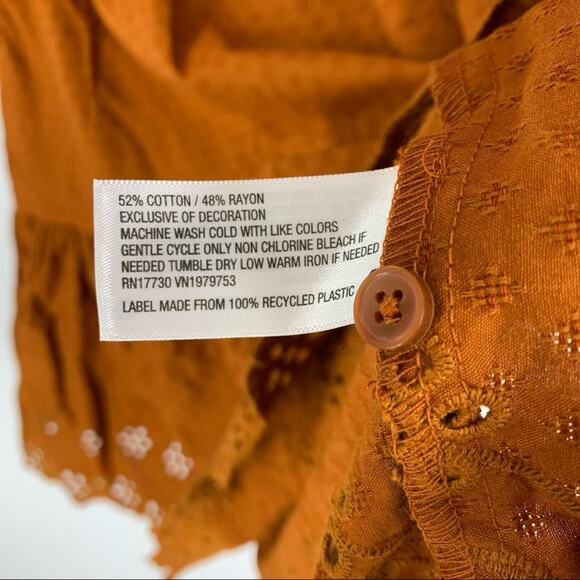 52% COTTON / 48% RAYON
EXCLUSIVE OF DECORATION
MACHINE WASH COLD WITH LIKE COLORS
GENTLE CYCLE ONLY NON CHLORINE BLEACH IF
NEEDED TUMBLE DRY LOW WARM IRON IF NEEDED
RN17730 VN1979753
LABEL MADE FROM 100% RECYCLED PLASTIC